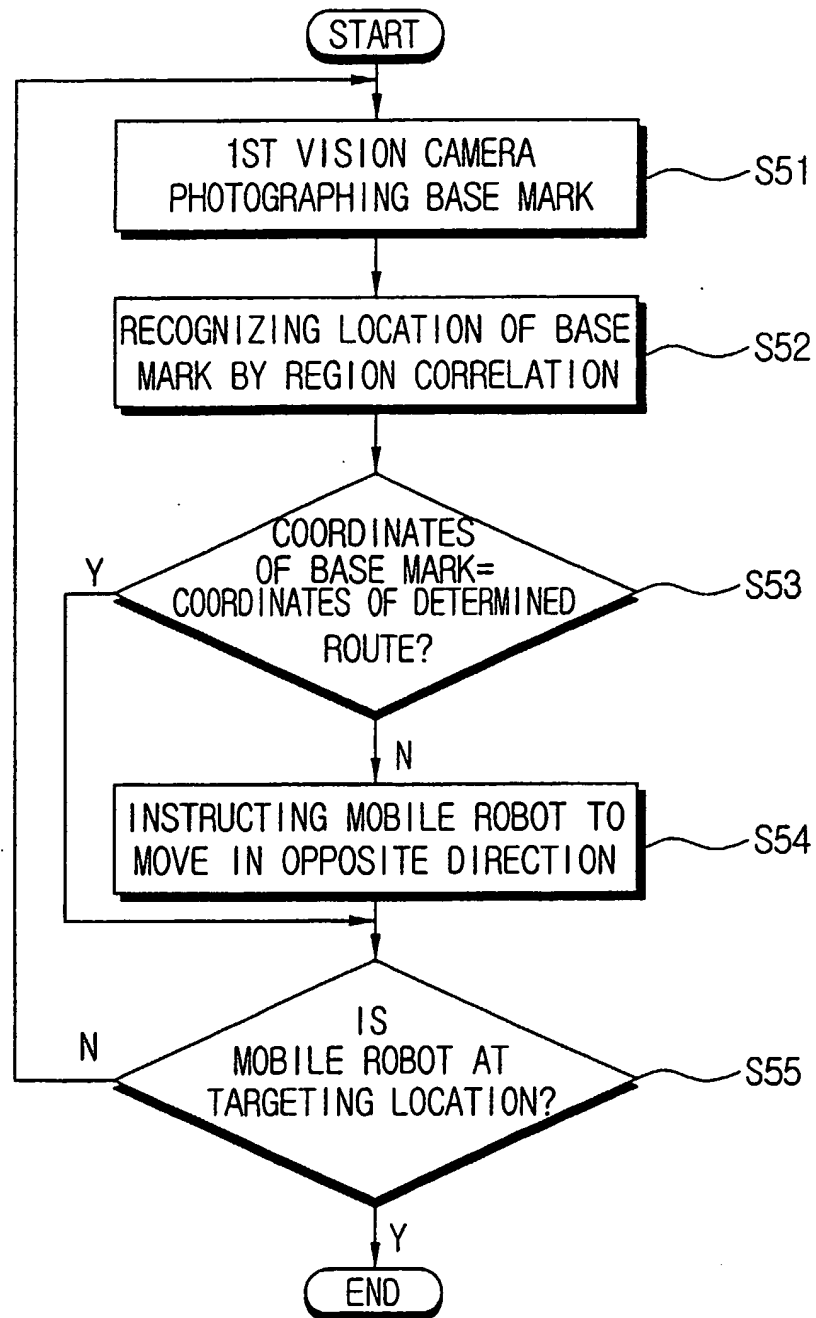 START
1ST VISION CAMERA
PHOTOGRAPHING BASE MARK
S51
RECOGNIZING LOCATION OF BASE
MARK BY REGION CORRELATION
S52
COORDINATES
OF BASE MARK=
COORDINATES OF DETERMINED
ROUTE?
S53
Y
N
INSTRUCTING MOBILE ROBOT TO
MOVE IN OPPOSITE DIRECTION
S54
IS
MOBILE ROBOT AT
TARGETING LOCATION?
S55
N
Y
END